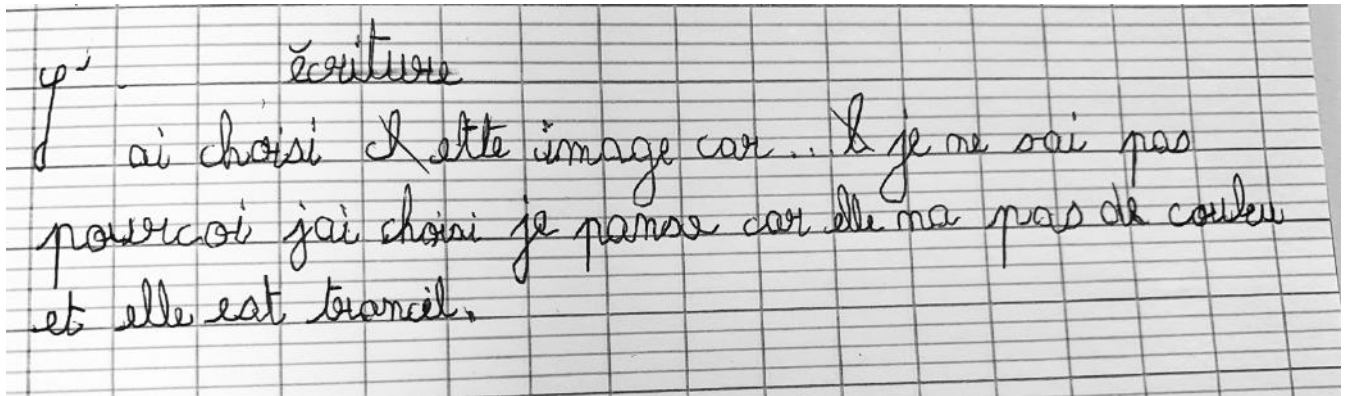 écriture
J'ai choisi cette image car... je ne sai pas
pourcoi jai choisi je panse car elle na pas de couleu
et elle est trancil.